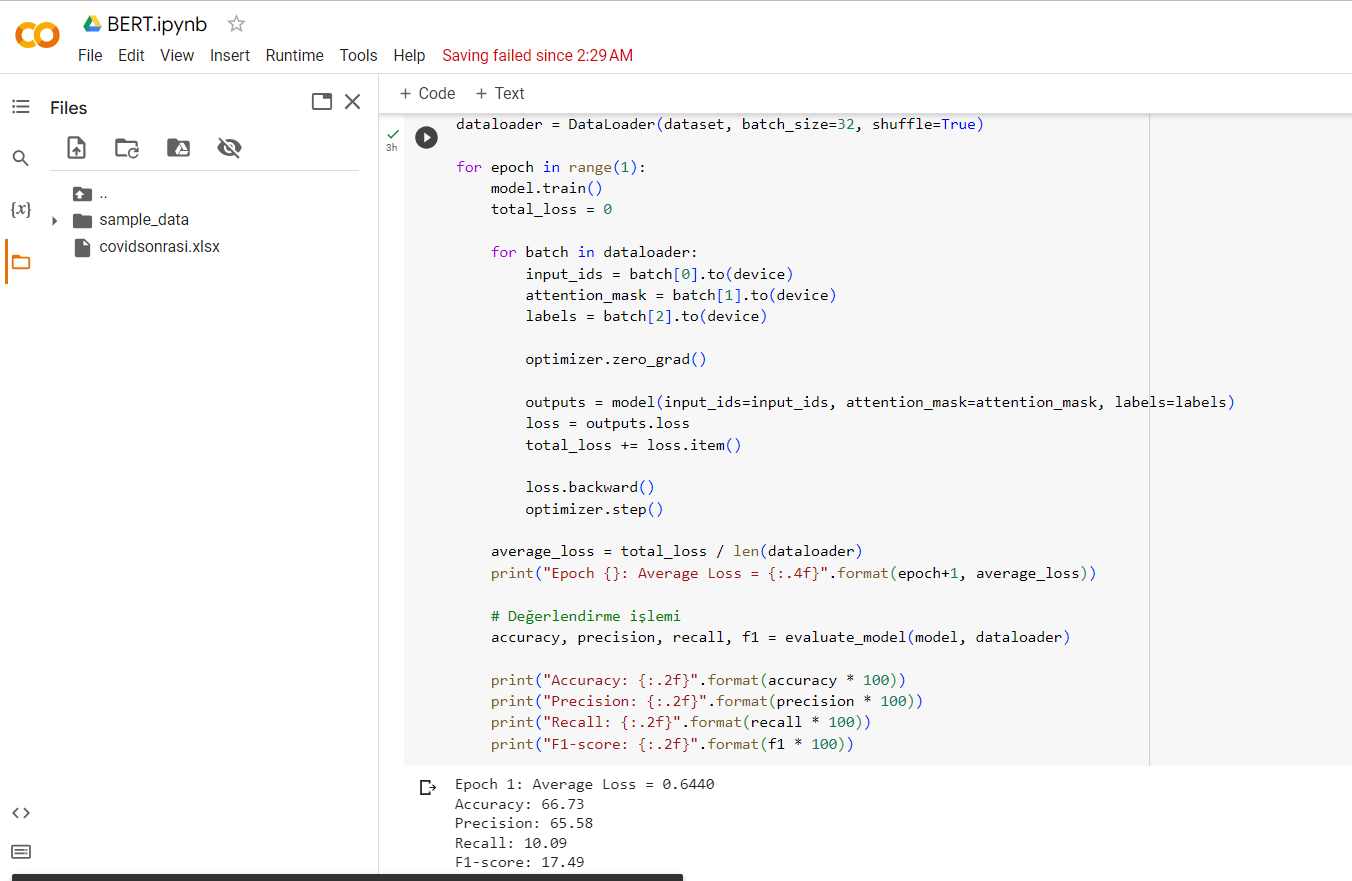 BERT.ipynb
File Edit View Insert Runtime Tools Help Saving failed since 2:29 AM
Files
..
sample_data
covidsonrasi.xlsx
{x}
+ Code + Text
3h
dataloader = DataLoader(dataset, batch_size=32, shuffle=True)
for epoch in range(1):
    model.train()
    total_loss = 0
    for batch in dataloader:
        input_ids = batch[0].to(device)
        attention_mask = batch[1].to(device)
        labels = batch[2].to(device)
        optimizer.zero_grad()
        outputs = model(input_ids=input_ids, attention_mask=attention_mask, labels=labels)
        loss = outputs.loss
        total_loss += loss.item()
        loss.backward()
        optimizer.step()
    average_loss = total_loss / len(dataloader)
    print("Epoch {}: Average Loss = {:.4f}".format(epoch+1, average_loss))
    # Değerlendirme işlemi
    accuracy, precision, recall, f1 = evaluate_model(model, dataloader)
    print("Accuracy: {:.2f}".format(accuracy * 100))
    print("Precision: {:.2f}".format(precision * 100))
    print("Recall: {:.2f}".format(recall * 100))
    print("F1-score: {:.2f}".format(f1 * 100))
Epoch 1: Average Loss = 0.6440
Accuracy: 66.73
Precision: 65.58
Recall: 10.09
F1-score: 17.49